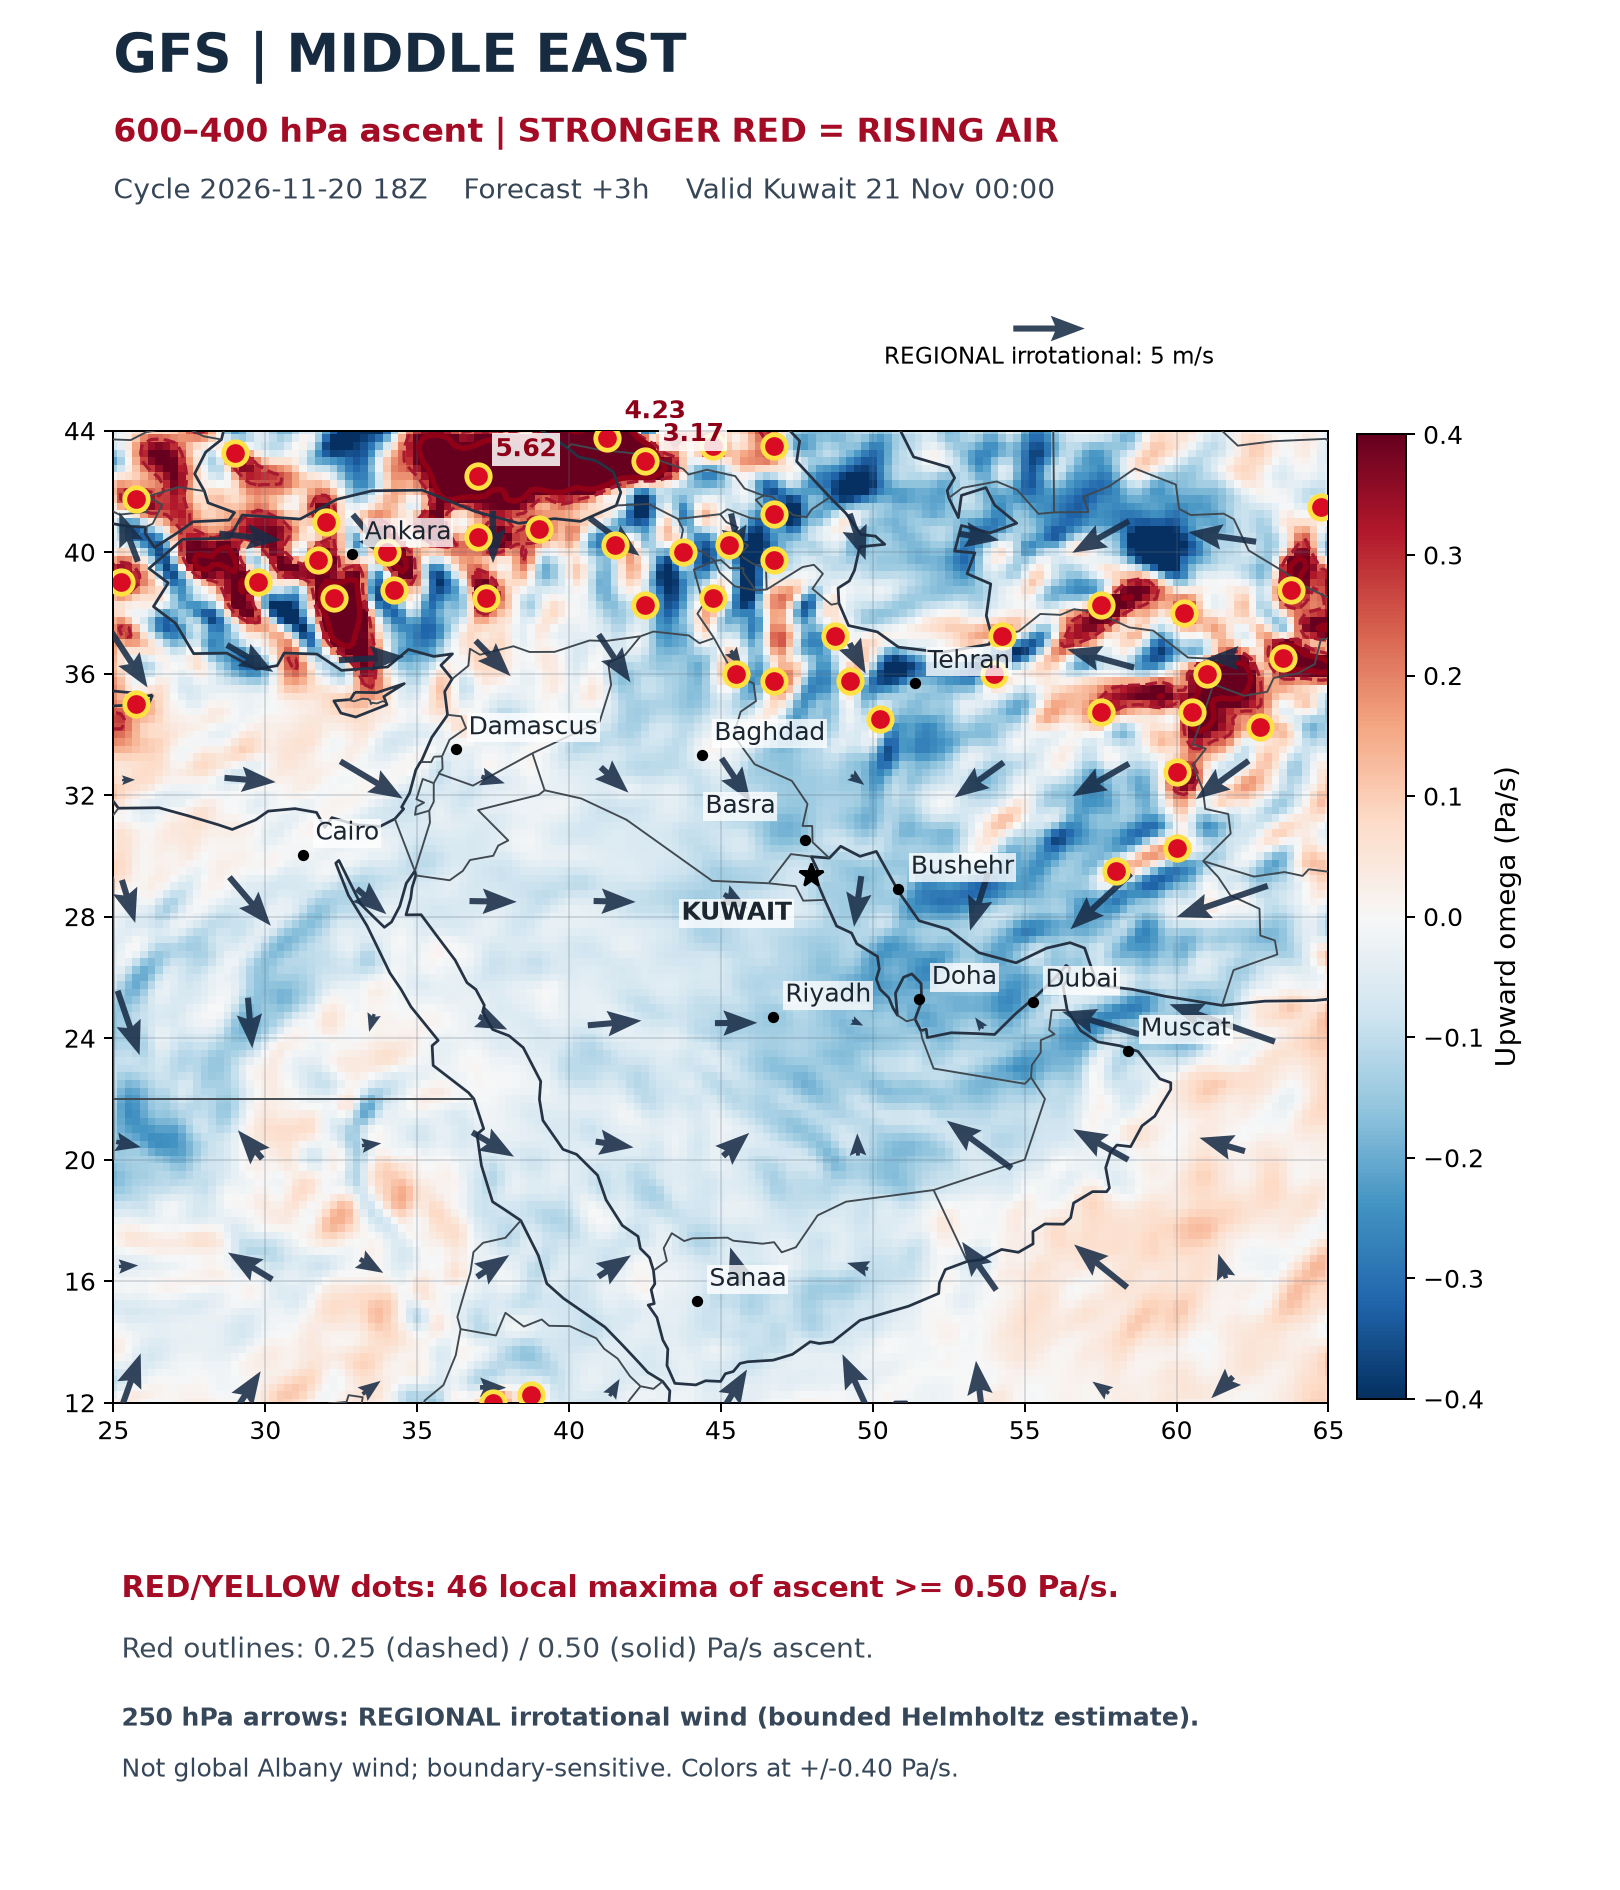 GFS | MIDDLE EAST
600–400 hPa ascent | STRONGER RED = RISING AIR
Cycle 2026-11-20 18Z    Forecast +3h    Valid Kuwait 21 Nov 00:00
REGIONAL irrotational: 5 m/s
4.23
3.17
5.62
44
40
36
32
28
24
20
16
12
25
30
35
40
45
50
55
60
65
Ankara
Tehran
Damascus
Baghdad
Basra
Cairo
Bushehr
KUWAIT
Doha
Dubai
Riyadh
Muscat
Sanaa
0.4
0.3
0.2
0.1
0.0
−0.1
−0.2
−0.3
−0.4
Upward omega (Pa/s)
RED/YELLOW dots: 46 local maxima of ascent >= 0.50 Pa/s.
Red outlines: 0.25 (dashed) / 0.50 (solid) Pa/s ascent.
250 hPa arrows: REGIONAL irrotational wind (bounded Helmholtz estimate).
Not global Albany wind; boundary-sensitive. Colors at +/-0.40 Pa/s.